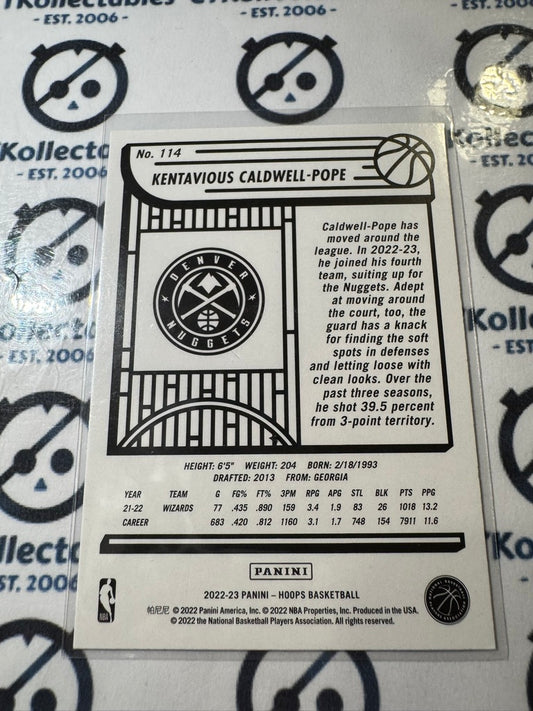 TKollectables
- EST. 2006 -
EST. 2006
Kollecta
- EST. 2006
No. 114
KENTAVIOUS CALDWELL-POPE
DENVER
NUGGETS
Caldwell-Pope has
moved around the
league. In 2022-23,
he joined his fourth
team, suiting up for
the Nuggets. Adept
at moving around
the court, too, the
guard has a knack
for finding the soft
spots in defenses
and letting loose with
clean looks. Over the
past three seasons,
he shot 39.5 percent
from 3-point territory.
HEIGHT: 6'5" WEIGHT: 204 BORN: 2/18/1993
DRAFTED: 2013 FROM: GEORGIA
YEAR TEAM G FG% FT% 3PM RPG APG STL BLK PTS PPG
21-22 WIZARDS 77 .435 .890 159 3.4 1.9 83 26 1018 13.2
CAREER 683 .420 .812 1160 3.1 1.7 748 154 7911 11.6
PANINI
2022-23 PANINI – HOOPS BASKETBALL
帕尼尼 © 2022 Panini America, Inc. © 2022 NBA Properties, Inc. Produced in the USA.
© 2022 the National Basketball Players Association. All rights reserved.
NBA